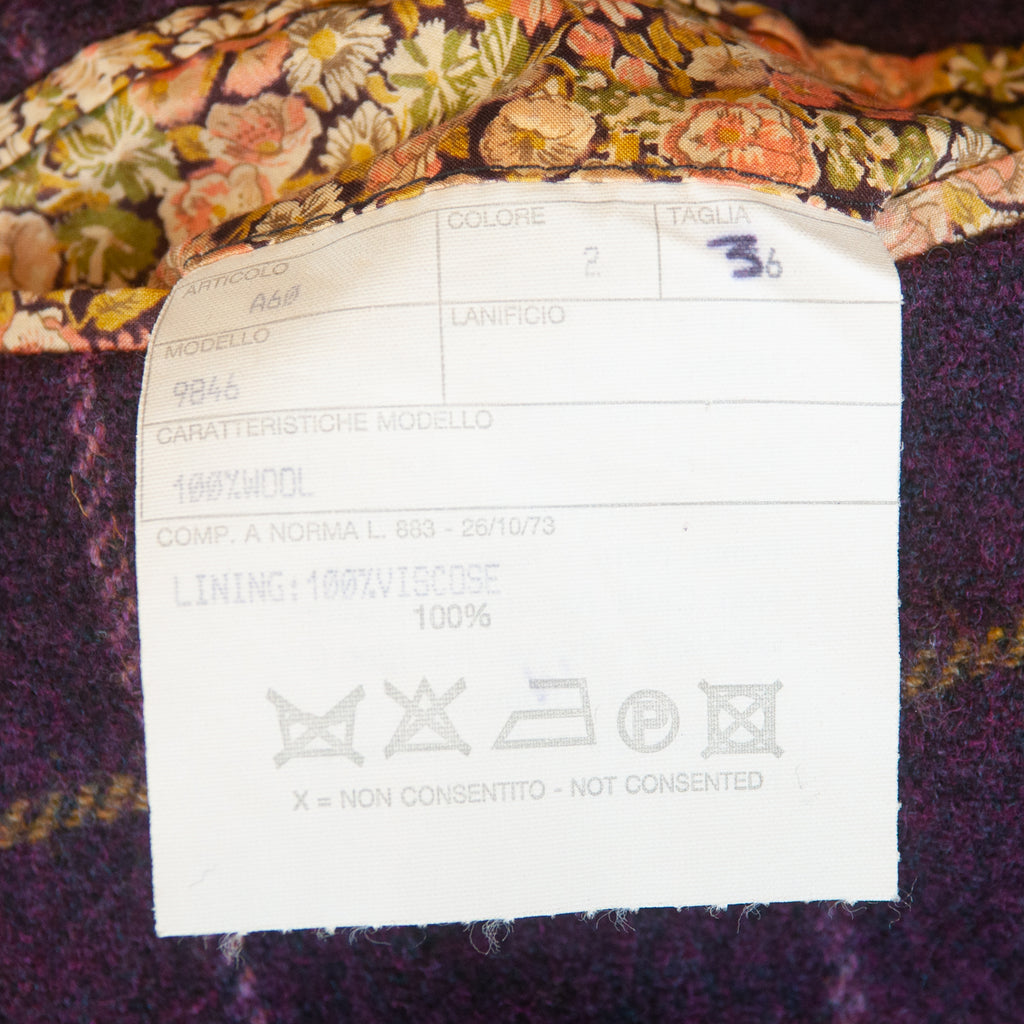 COLORE
TAGLIA
ARTICOLO
2
36
A60
LANIFICIO
MODELLO
9846
CARATTERISTICHE MODELLO
100%WOOL
COMP. A NORMA L. 883 - 26/10/73
LINING:100%VISCOSE
100%
P
X = NON CONSENTITO - NOT CONSENTED